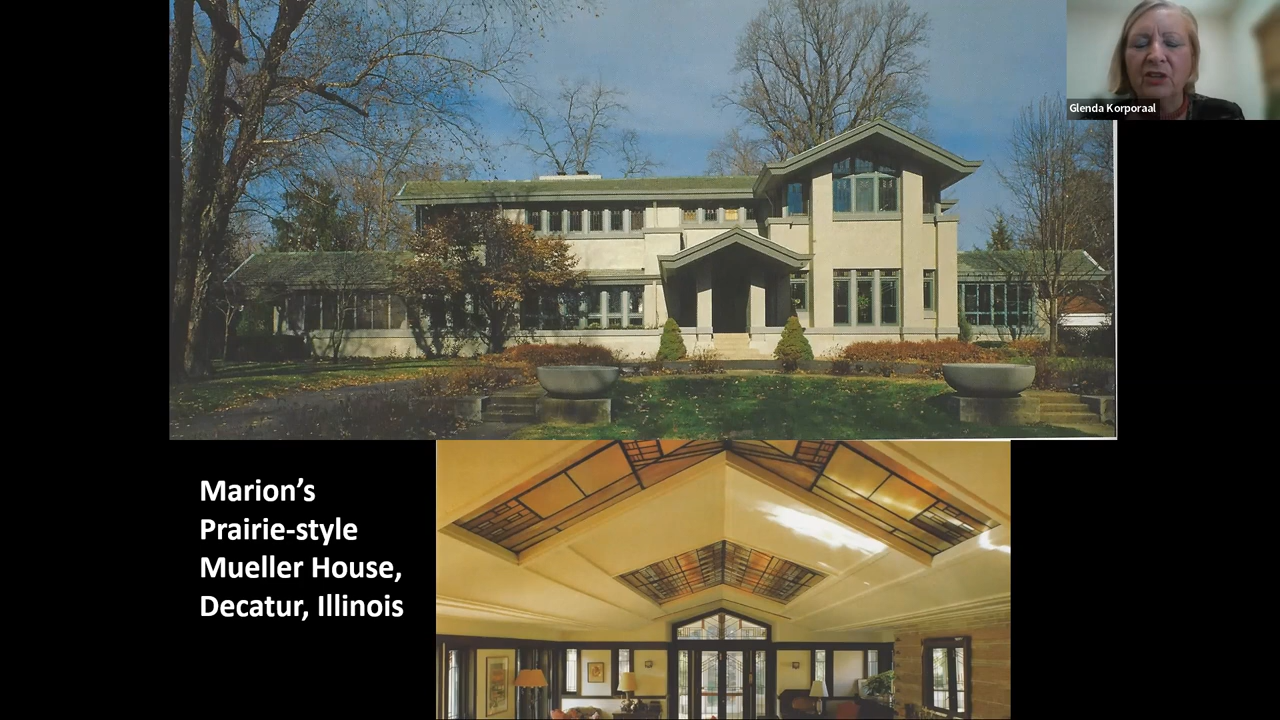 Glenda Korporaal
Marion’s
Prairie-style
Mueller House,
Decatur, Illinois